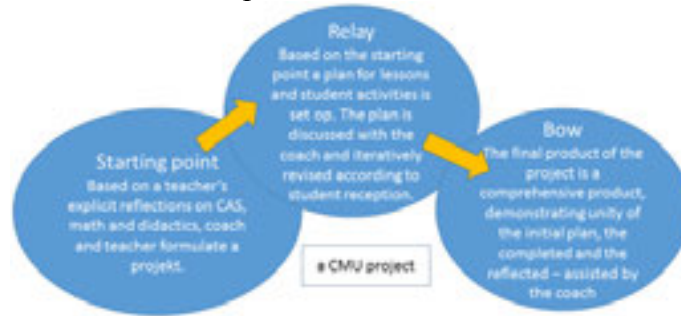 Starting point
Based on a teacher's
explicit reflections on CAS,
math and didactics, coach
and teacher formulate a
projekt.
Relay
Based on the starting
point a plan for lessons
and student activities is
set op. The plan is
discussed with the
coach and iteratively
revised according to
student reception.
Bow
The final product of the
project is a
comprehensive product,
demonstrating unity of
the initial plan, the
completed and the
reflected – assisted by
the coach
a CMU project